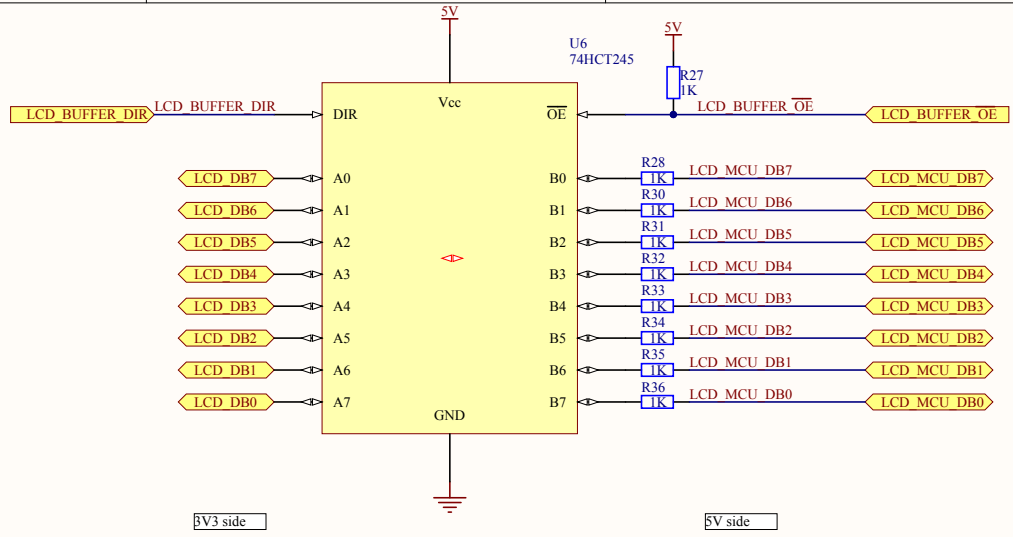 5V
U6
74HCT245
5V
R27
1K
LCD_BUFFER_DIR
LCD_BUFFER_DIR
DIR
Vcc
OE
LCD_BUFFER_OE
LCD_BUFFER_OE
LCD_DB7
A0
B0
R28
1K
LCD_MCU_DB7
LCD_MCU_DB7
LCD_DB6
A1
B1
R30
1K
LCD_MCU_DB6
LCD_MCU_DB6
LCD_DB5
A2
B2
R31
1K
LCD_MCU_DB5
LCD_MCU_DB5
LCD_DB4
A3
B3
R32
1K
LCD_MCU_DB4
LCD_MCU_DB4
LCD_DB3
A4
B4
R33
1K
LCD_MCU_DB3
LCD_MCU_DB3
LCD_DB2
A5
B5
R34
1K
LCD_MCU_DB2
LCD_MCU_DB2
LCD_DB1
A6
B6
R35
1K
LCD_MCU_DB1
LCD_MCU_DB1
LCD_DB0
A7
B7
R36
1K
LCD_MCU_DB0
LCD_MCU_DB0
GND
3V3 side
5V side